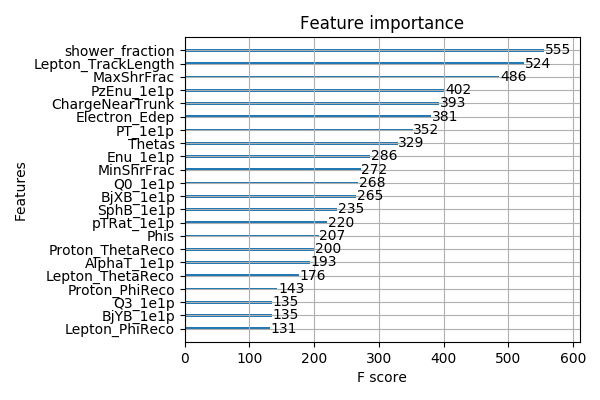 Feature importance
shower_fraction 555
Lepton_TrackLength 524
MaxShrFrac 486
PzEnu_1e1p 402
ChargeNearTrunk 393
Electron_Edep 381
PT_1e1p 352
Thetas 329
Enu_1e1p 286
MinShrFrac 272
Q0_1e1p 268
BjXB_1e1p 265
SphB_1e1p 235
pTRat_1e1p 220
Phis 207
Proton_ThetaReco 200
AlphaT_1e1p 193
Lepton_ThetaReco 176
Proton_PhiReco 143
Q3_1e1p 135
BjYB_1e1p 135
Lepton_PhiReco 131
Features
0 100 200 300 400 500 600
F score